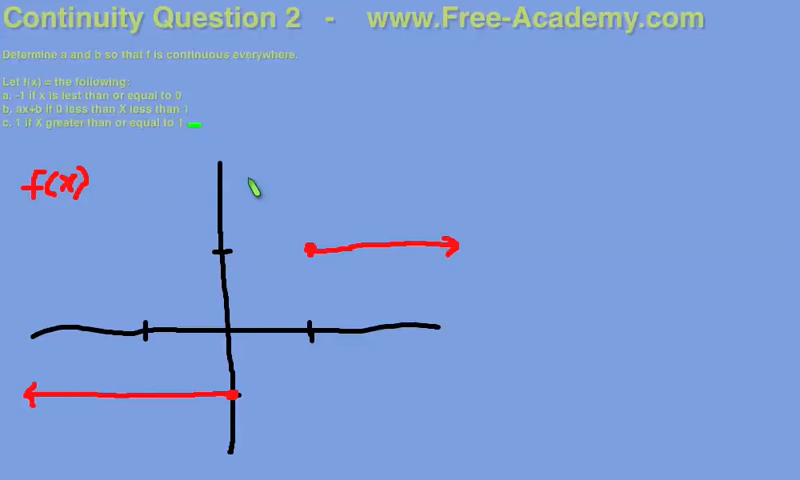 Continuity Question 2 - www.Free-Academy.com
Determine a and b so that f is continuous everywhere.
Let f(x) = the following:
a. -1 if x is lest than or equal to 0
b. ax+b if 0 less than X less than 1
c. 1 if X greater than or equal to 1
f(x)